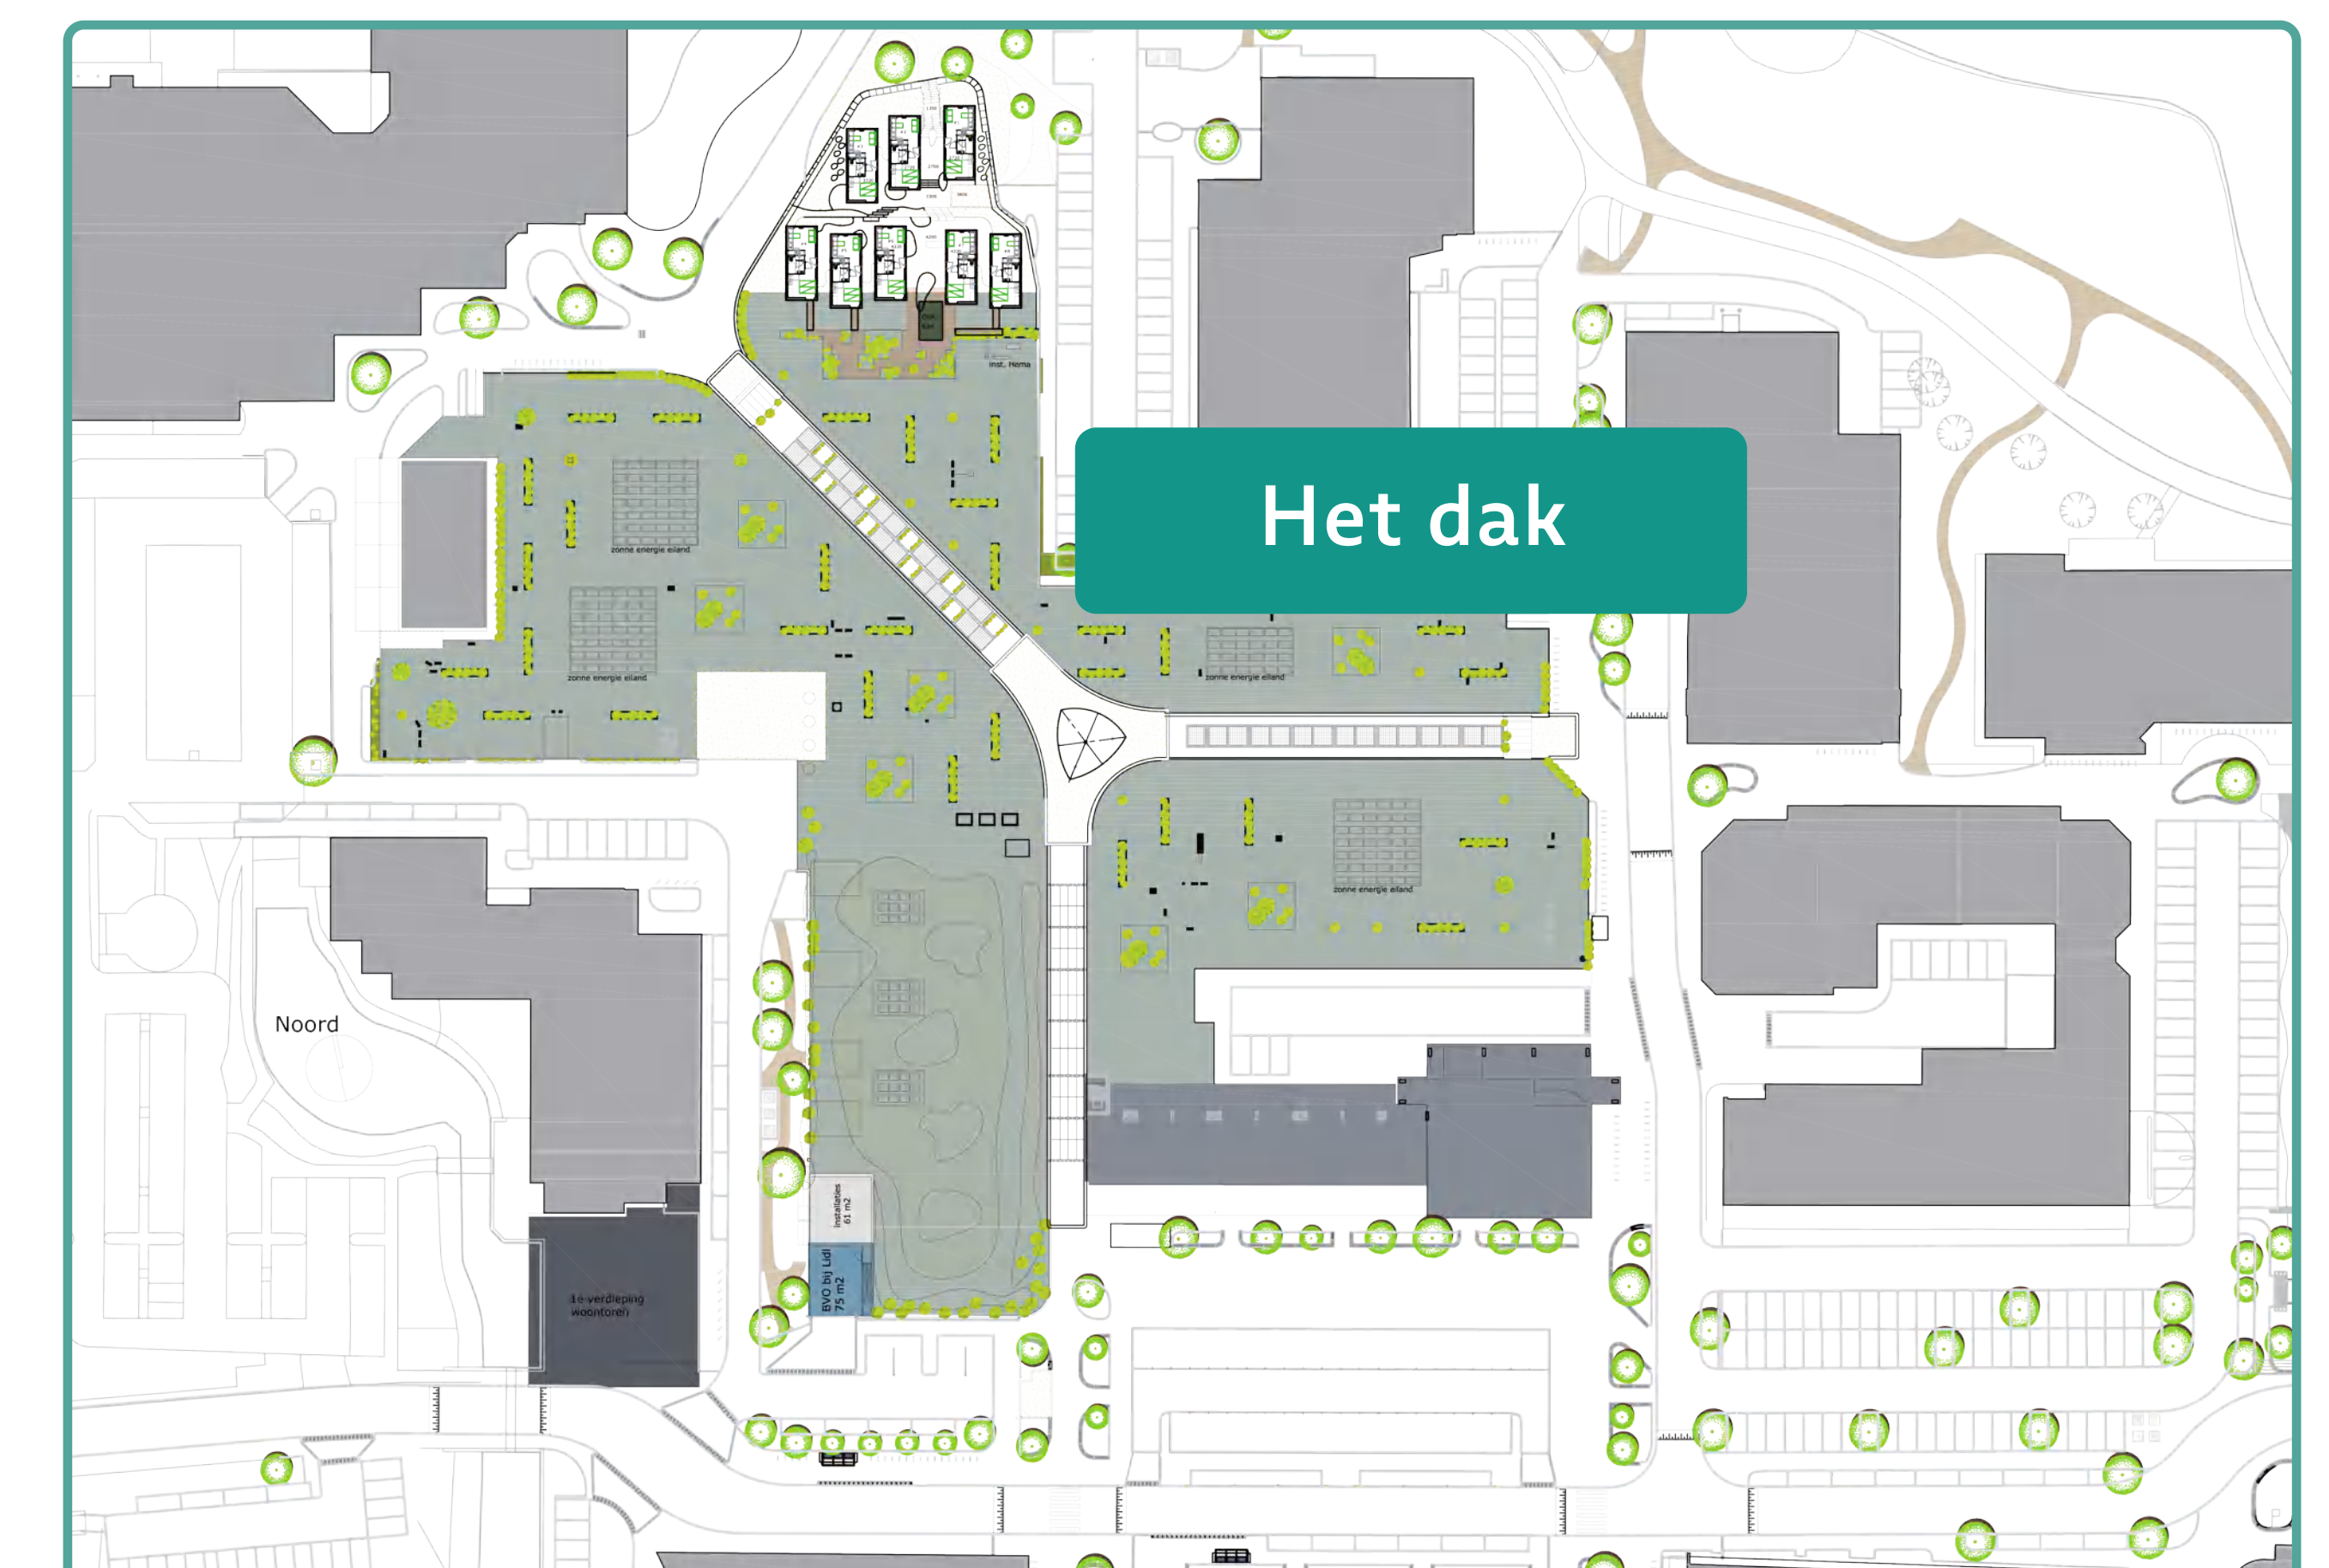 inst. Hema
Het dak
zonne energie eiland
zonne energie eiland
zonne energie eiland
zonne energie eiland
Noord
installaties
61 m2
BVO bij Lidl
75 m2
1e verdieping
woontoren